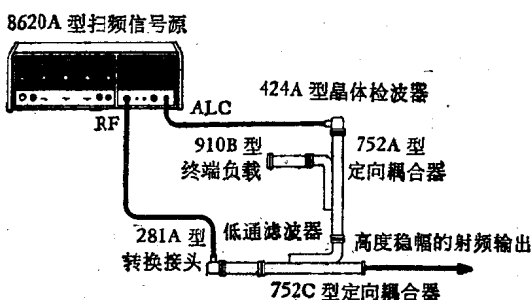 8620A 型扫频信号源
RF
ALC
424A 型晶体检波器
910B 型
终端负载
752A 型
定向耦合器
281A 型
转换接头
低通滤波器
高度稳幅的射频输出
752C 型定向耦合器